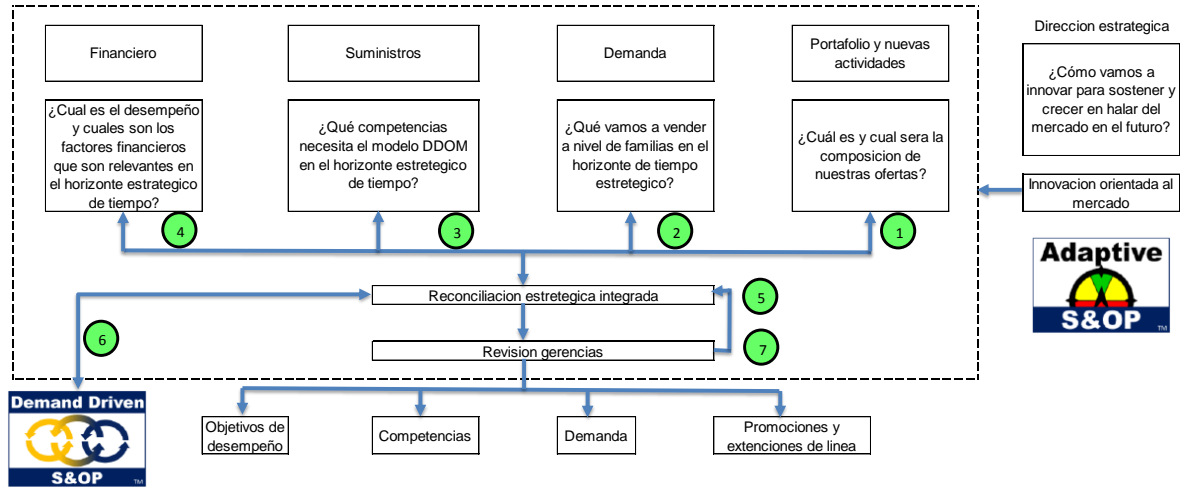 Direccion estrategica
Financiero
Suministros
Demanda
Portafolio y nuevas
actividades
¿Cual es el desempeño
y cuales son los
factores financieros
que son relevantes en
el horizonte estrategico
de tiempo?
¿Qué competencias
necesita el modelo DDOM
en el horizonte estretegico
de tiempo?
¿Qué vamos a vender
a nivel de familias en el
horizonte de tiempo
estretegico?
¿Cuál es y cual sera la
composicion de
nuestras ofertas?
¿Cómo vamos a
innovar para sostener y
crecer en halar del
mercado en el futuro?
Innovacion orientada al
mercado
4
3
2
1
Adaptive
S&OP
TM
Reconciliacion estretegica integrada
5
6
Revision gerencias
7
Demand Driven
S&OP
TM
Objetivos de
desempeño
Competencias
Demanda
Promociones y
extenciones de linea